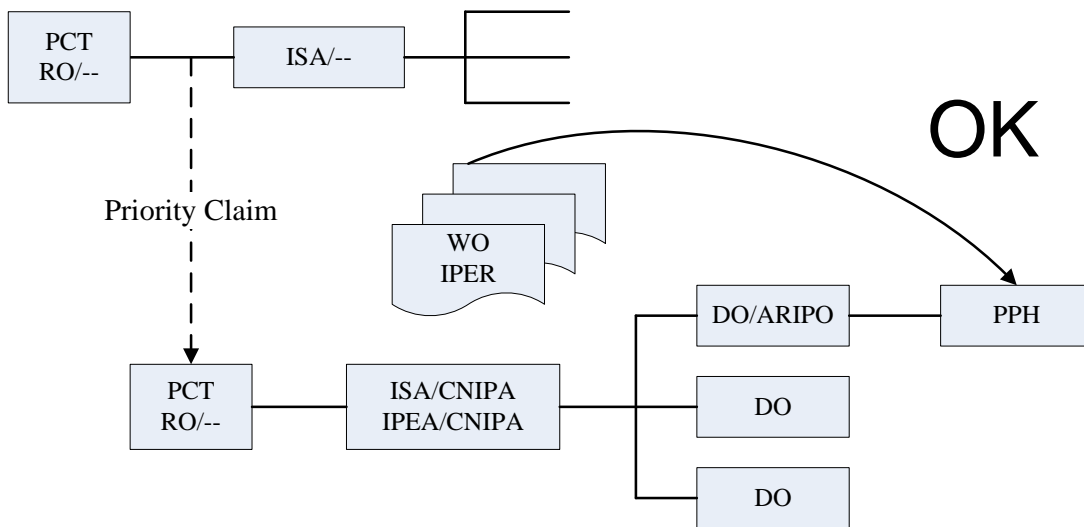 PCT
RO/--
ISA/--
OK
Priority Claim
WO
IPER
DO/ARIPO
PPH
PCT
RO/--
ISA/CNIPA
IPEA/CNIPA
DO
DO